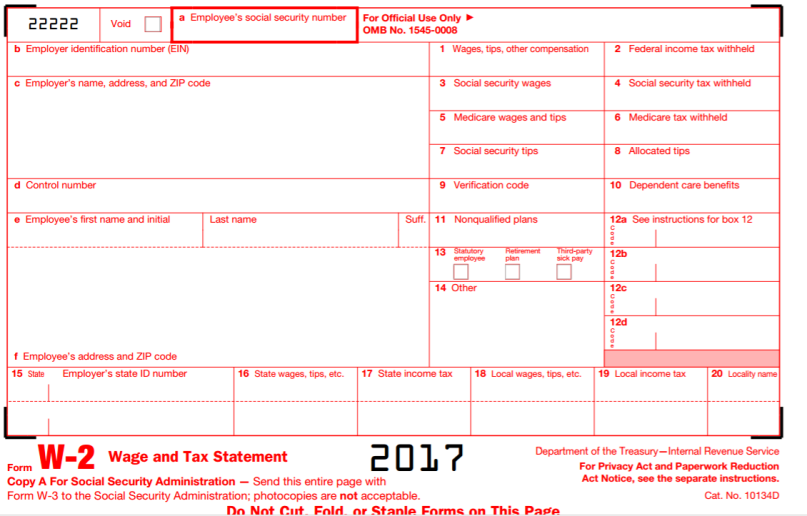 22222
Void
a Employee's social security number
For Official Use Only ►
OMB No. 1545-0008
b Employer identification number (EIN)
1 Wages, tips, other compensation
2 Federal income tax withheld
c Employer's name, address, and ZIP code
3 Social security wages
4 Social security tax withheld
5 Medicare wages and tips
6 Medicare tax withheld
7 Social security tips
8 Allocated tips
d Control number
9 Verification code
10 Dependent care benefits
e Employee's first name and initial
Last name
Suff.
11 Nonqualified plans
12a See instructions for box 12
Code
13 Statutory employee
Retirement plan
Third-party sick pay
12b
Code
14 Other
12c
Code
12d
Code
f Employee's address and ZIP code
15 State Employer's state ID number
16 State wages, tips, etc.
17 State income tax
18 Local wages, tips, etc.
19 Local income tax
20 Locality name
Form W-2 Wage and Tax Statement
2017
Department of the Treasury—Internal Revenue Service
For Privacy Act and Paperwork Reduction
Act Notice, see the separate instructions.
Copy A For Social Security Administration — Send this entire page with
Form W-3 to the Social Security Administration; photocopies are not acceptable.
Cat. No. 10134D
Do Not Cut, Fold, or Staple Forms on This Page